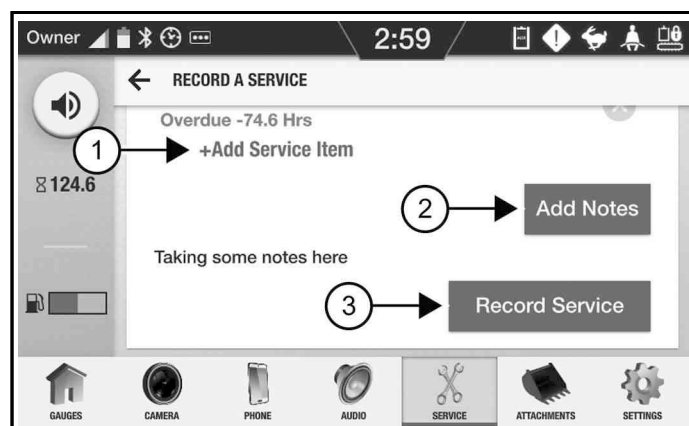 Owner 2:59 AUX
RECORD A SERVICE
Overdue -74.6 Hrs
1 +Add Service Item
124.6
2 Add Notes
Taking some notes here
3 Record Service
GAUGES CAMERA PHONE AUDIO SERVICE ATTACHMENTS SETTINGS